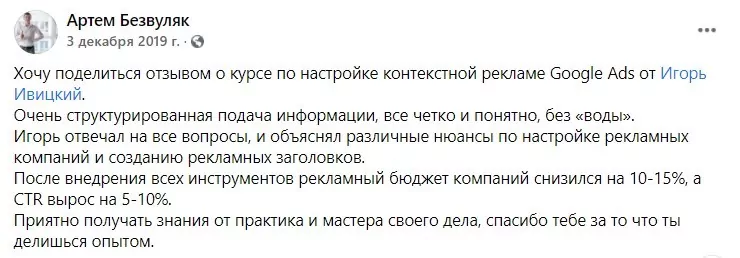 Артем Безвуляк
3 декабря 2019 г. ·
Хочу поделиться отзывом о курсе по настройке контекстной рекламе Google Ads от Игорь
Ивицкий.
Очень структурированная подача информации, все четко и понятно, без «воды».
Игорь отвечал на все вопросы, и объяснял различные нюансы по настройке рекламных
компаний и созданию рекламных заголовков.
После внедрения всех инструментов рекламный бюджет компаний снизился на 10-15%, а
CTR вырос на 5-10%.
Приятно получать знания от практика и мастера своего дела, спасибо тебе за то что ты
делишься опытом.